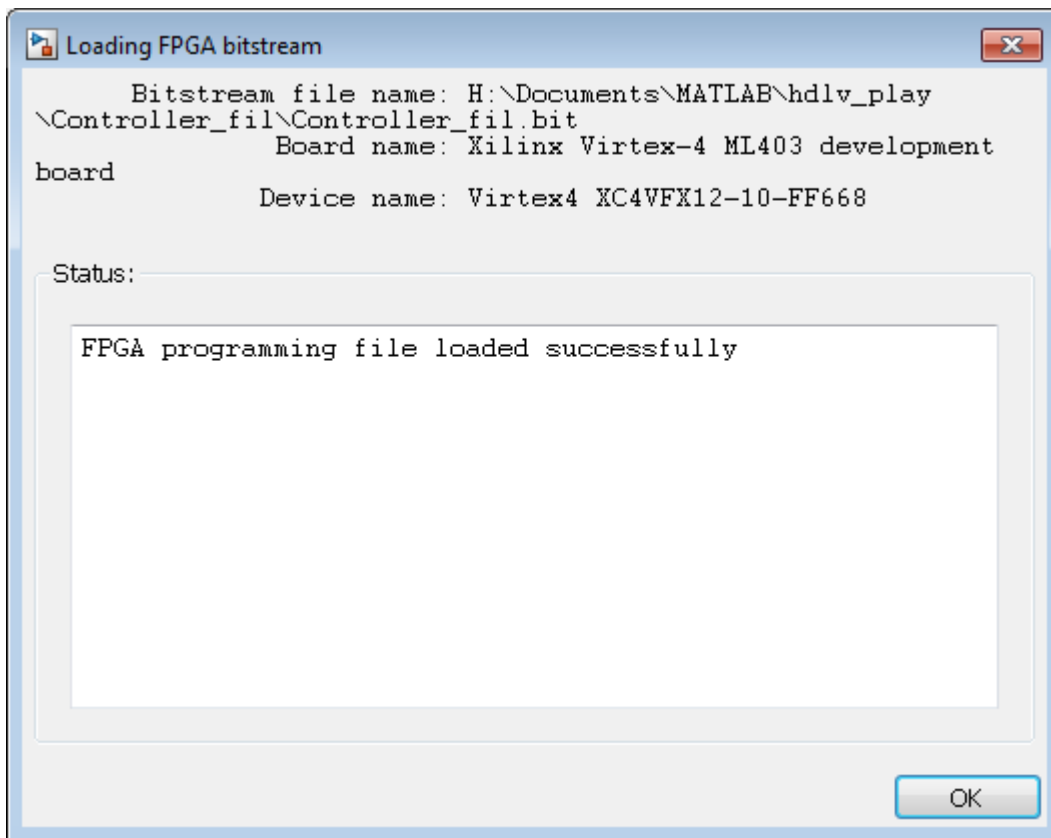 Loading FPGA bitstream
Bitstream file name: H:\Documents\MATLAB\hdlv_play
\Controller_fil\Controller_fil.bit
Board name: Xilinx Virtex-4 ML403 development
board
Device name: Virtex4 XC4VFX12-10-FF668
Status:
FPGA programming file loaded successfully
OK